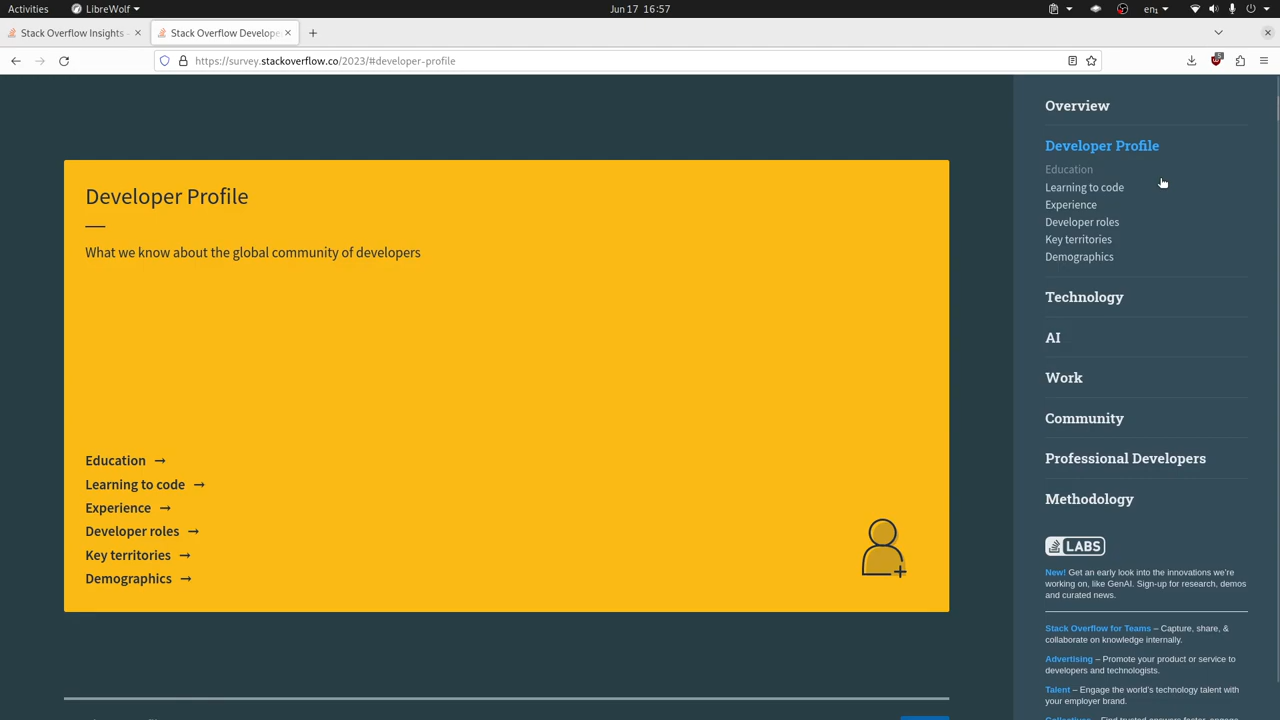 Activities
LibreWolf
Jun 17 16:57
en₁
Stack Overflow Insights -
Stack Overflow Develope
https://survey.stackoverflow.co/2023/#developer-profile
Developer Profile
What we know about the global community of developers
Education →
Learning to code →
Experience →
Developer roles →
Key territories →
Demographics →
Overview
Developer Profile
Education
Learning to code
Experience
Developer roles
Key territories
Demographics
Technology
AI
Work
Community
Professional Developers
Methodology
LABS
New! Get an early look into the innovations we're
working on, like GenAI. Sign-up for research, demos
and curated news.
Stack Overflow for Teams – Capture, share, &
collaborate on knowledge internally.
Advertising – Promote your product or service to
developers and technologists.
Talent – Engage the world's technology talent with
your employer brand.